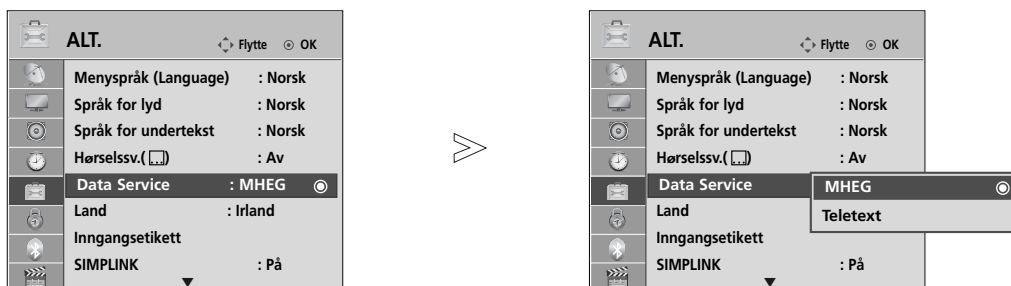 ALT. Flytte OK
Menyspråk (Language) : Norsk
Språk for lyd : Norsk
Språk for undertekst : Norsk
Hørselssv.( ) : Av
Data Service : MHEG
Land : Irland
Inngangsetikett
SIMPLINK : På
ALT. Flytte OK
Menyspråk (Language) : Norsk
Språk for lyd : Norsk
Språk for undertekst : Norsk
Hørselssv.( ) : Av
Data Service
MHEG
Land
Teletext
Inngangsetikett
SIMPLINK : På